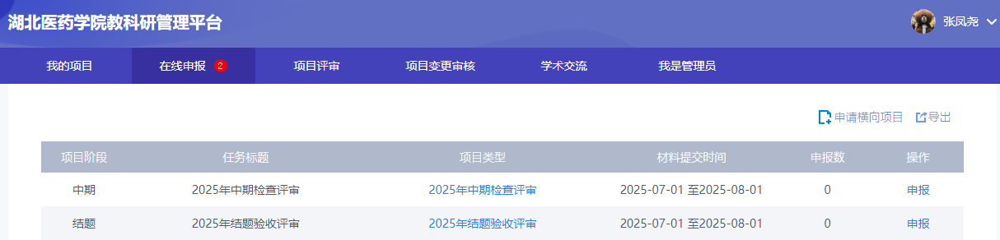 湖北医药学院教科研管理平台
张凤尧
我的项目 在线申报 2 项目评审 项目变更审核 学术交流 我是管理员
申请横向项目 导出
项目阶段 任务标题 项目类型 材料提交时间 申报数 操作
中期 2025年中期检查评审 2025年中期检查评审 2025-07-01 至2025-08-01 0 申报
结题 2025年结题验收评审 2025年结题验收评审 2025-07-01 至2025-08-01 0 申报